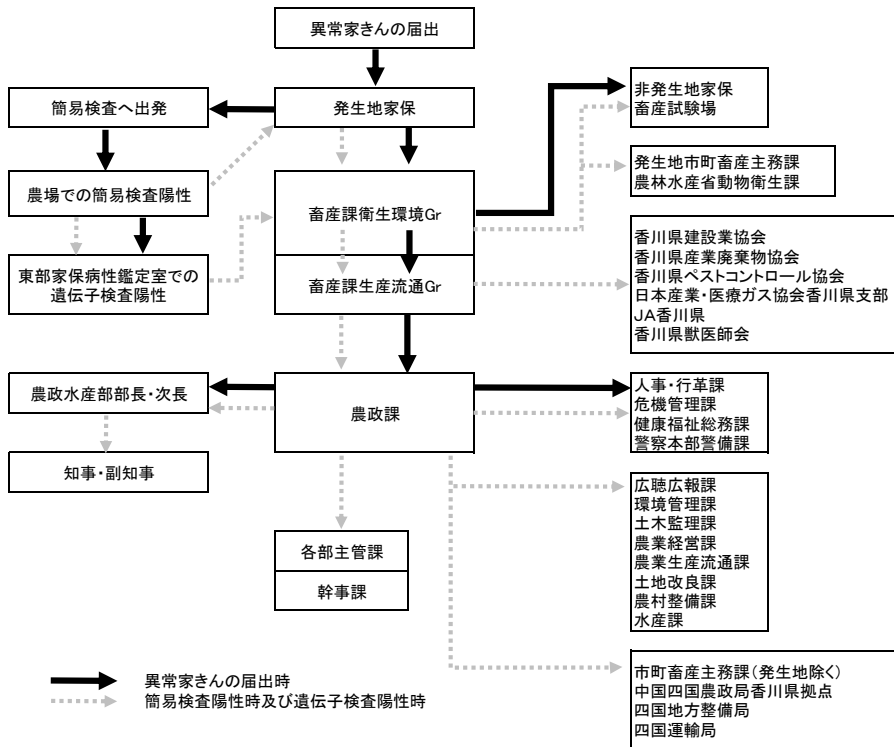 異常家きんの届出
簡易検査へ出発
発生地家保
非発生地家保
畜産試験場
発生地市町畜産主務課
農林水産省動物衛生課
農場での簡易検査陽性
畜産課衛生環境Gr
東部家保病性鑑定室での
遺伝子検査陽性
畜産課生産流通Gr
香川県建設業協会
香川県産業廃棄物協会
香川県ペストコントロール協会
日本産業・医療ガス協会香川県支部
JA香川県
香川県獣医師会
農政水産部部長・次長
農政課
人事・行革課
危機管理課
健康福祉総務課
警察本部警備課
知事・副知事
広聴広報課
環境管理課
土木監理課
農業経営課
農業生産流通課
土地改良課
農村整備課
水産課
各部主管課
幹事課
市町畜産主務課(発生地除く)
中国四国農政局香川県拠点
四国地方整備局
四国運輸局
異常家きんの届出時
簡易検査陽性時及び遺伝子検査陽性時